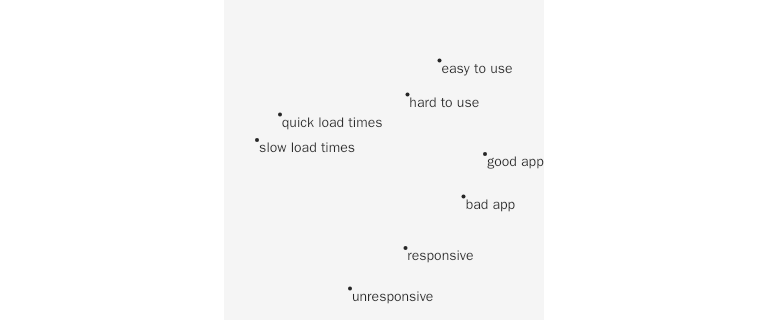 easy to use
hard to use
quick load times
slow load times
good app
bad app
responsive
unresponsive